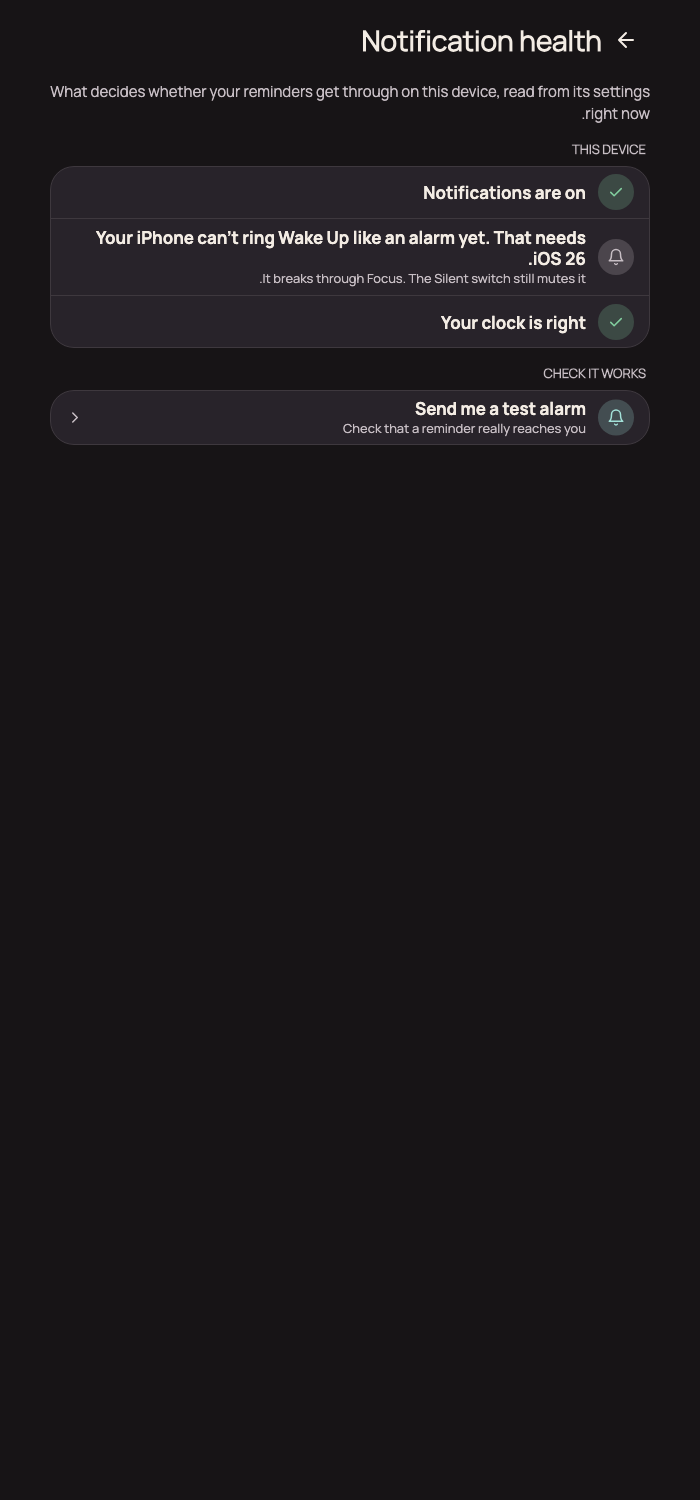 Notification health
What decides whether your reminders get through on this device, read from its settings
.right now
THIS DEVICE
Notifications are on
Your iPhone can't ring Wake Up like an alarm yet. That needs
.iOS 26
.It breaks through Focus. The Silent switch still mutes it
Your clock is right
CHECK IT WORKS
Send me a test alarm
Check that a reminder really reaches you